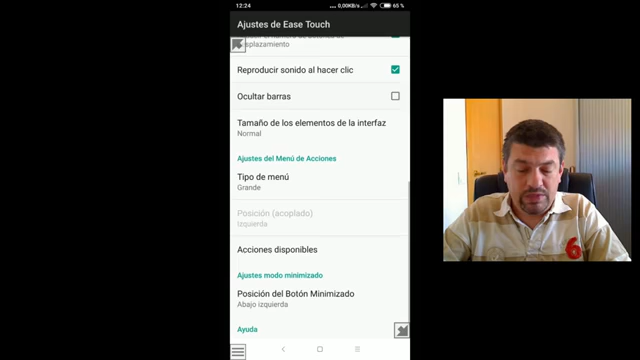 12:24
0,00KB/s
65 %
Ajustes de Ease Touch
desplazamiento
Reproducir sonido al hacer clic
Ocultar barras
Tamaño de los elementos de la interfaz
Normal
Ajustes del Menú de Acciones
Tipo de menú
Grande
Posición (acoplado)
Izquierda
Acciones disponibles
Ajustes modo minimizado
Posición del Botón Minimizado
Abajo izquierda
Ayuda
6